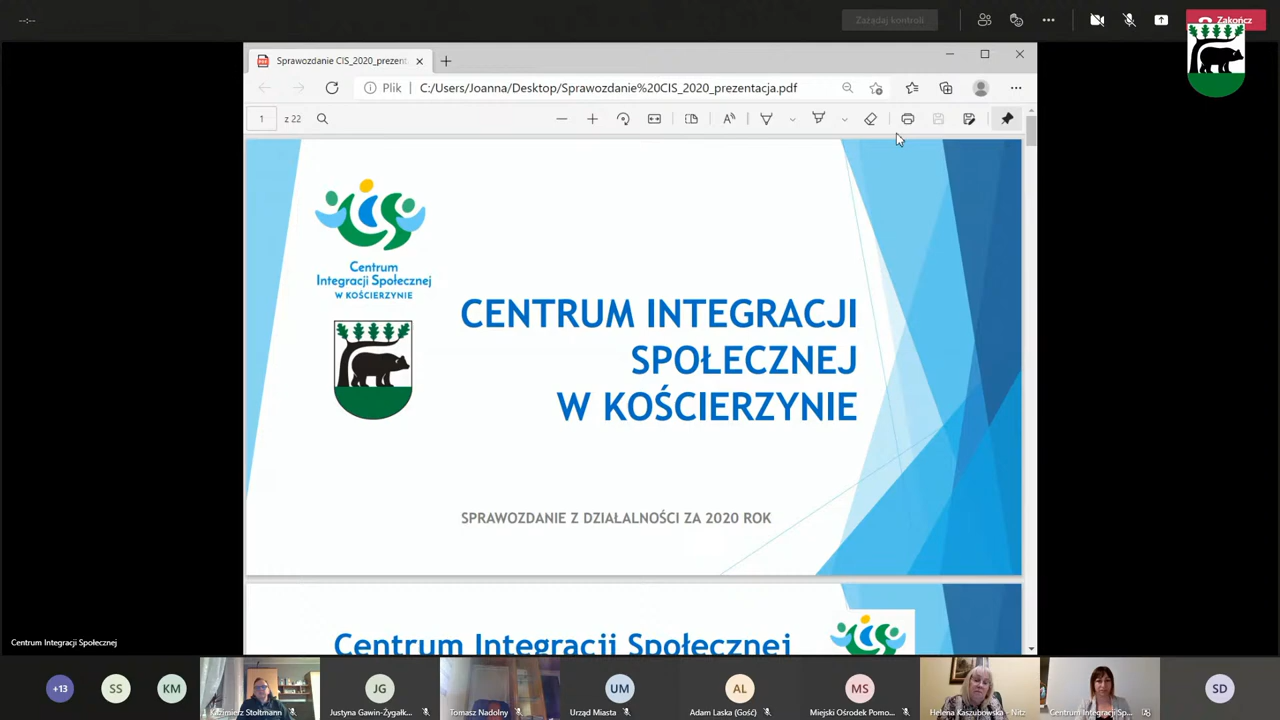 --:--
Zażądaj kontroli
Zakończ
Sprawozdanie CIS_2020_prezent
Plik
C:/Users/Joanna/Desktop/Sprawozdanie%20CIS_2020_prezentacja.pdf
1 z 22
Centrum
Integracji Społecznej
W KOŚCIERZYNIE
CENTRUM INTEGRACJI
SPOŁECZNEJ
W KOŚCIERZYNIE
SPRAWOZDANIE Z DZIAŁALNOŚCI ZA 2020 ROK
Centrum Integracji Społecznej
Centrum Integracji Społecznej
+13
SS
KM
Kazimierz Stoltmann
JG
Justyna Gawin-Żygałk...
Tomasz Nadolny
UM
Urząd Miasta
AL
Adam Laska (Gość)
MS
Miejski Ośrodek Pomo...
Helena Kaszubowska - Nitz
Centrum Integracji Sp...
SD